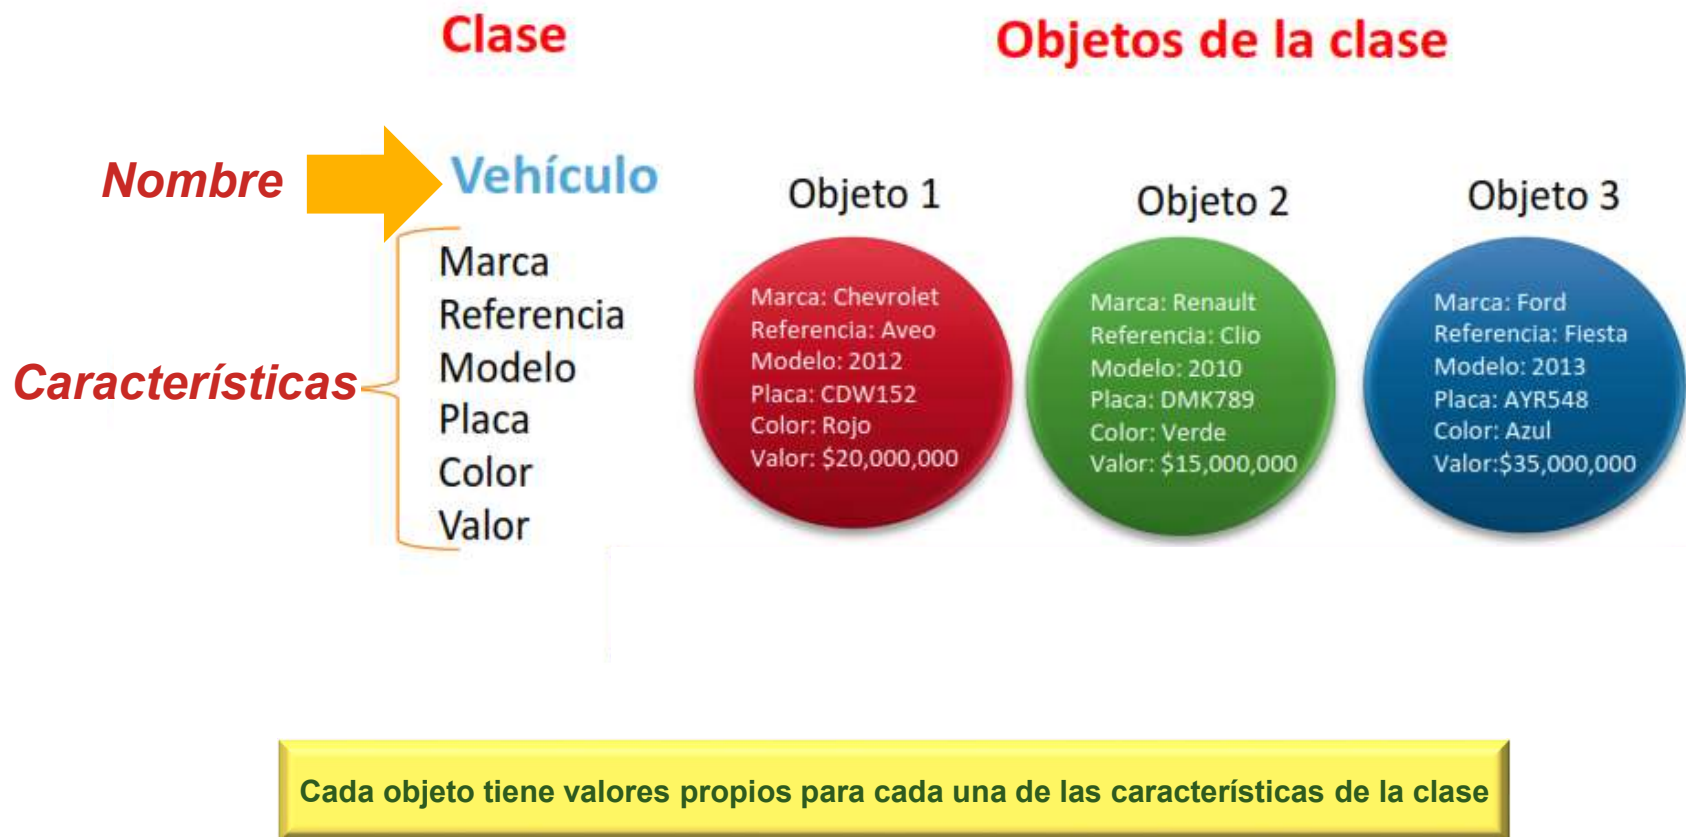 Clase
Objetos de la clase
Nombre
Vehículo
Características
Marca
Referencia
Modelo
Placa
Color
Valor
Objeto 1
Marca: Chevrolet
Referencia: Aveo
Modelo: 2012
Placa: CDW152
Color: Rojo
Valor: $20,000,000
Objeto 2
Marca: Renault
Referencia: Clio
Modelo: 2010
Placa: DMK789
Color: Verde
Valor: $15,000,000
Objeto 3
Marca: Ford
Referencia: Fiesta
Modelo: 2013
Placa: AYR548
Color: Azul
Valor:$35,000,000
Cada objeto tiene valores propios para cada una de las características de la clase